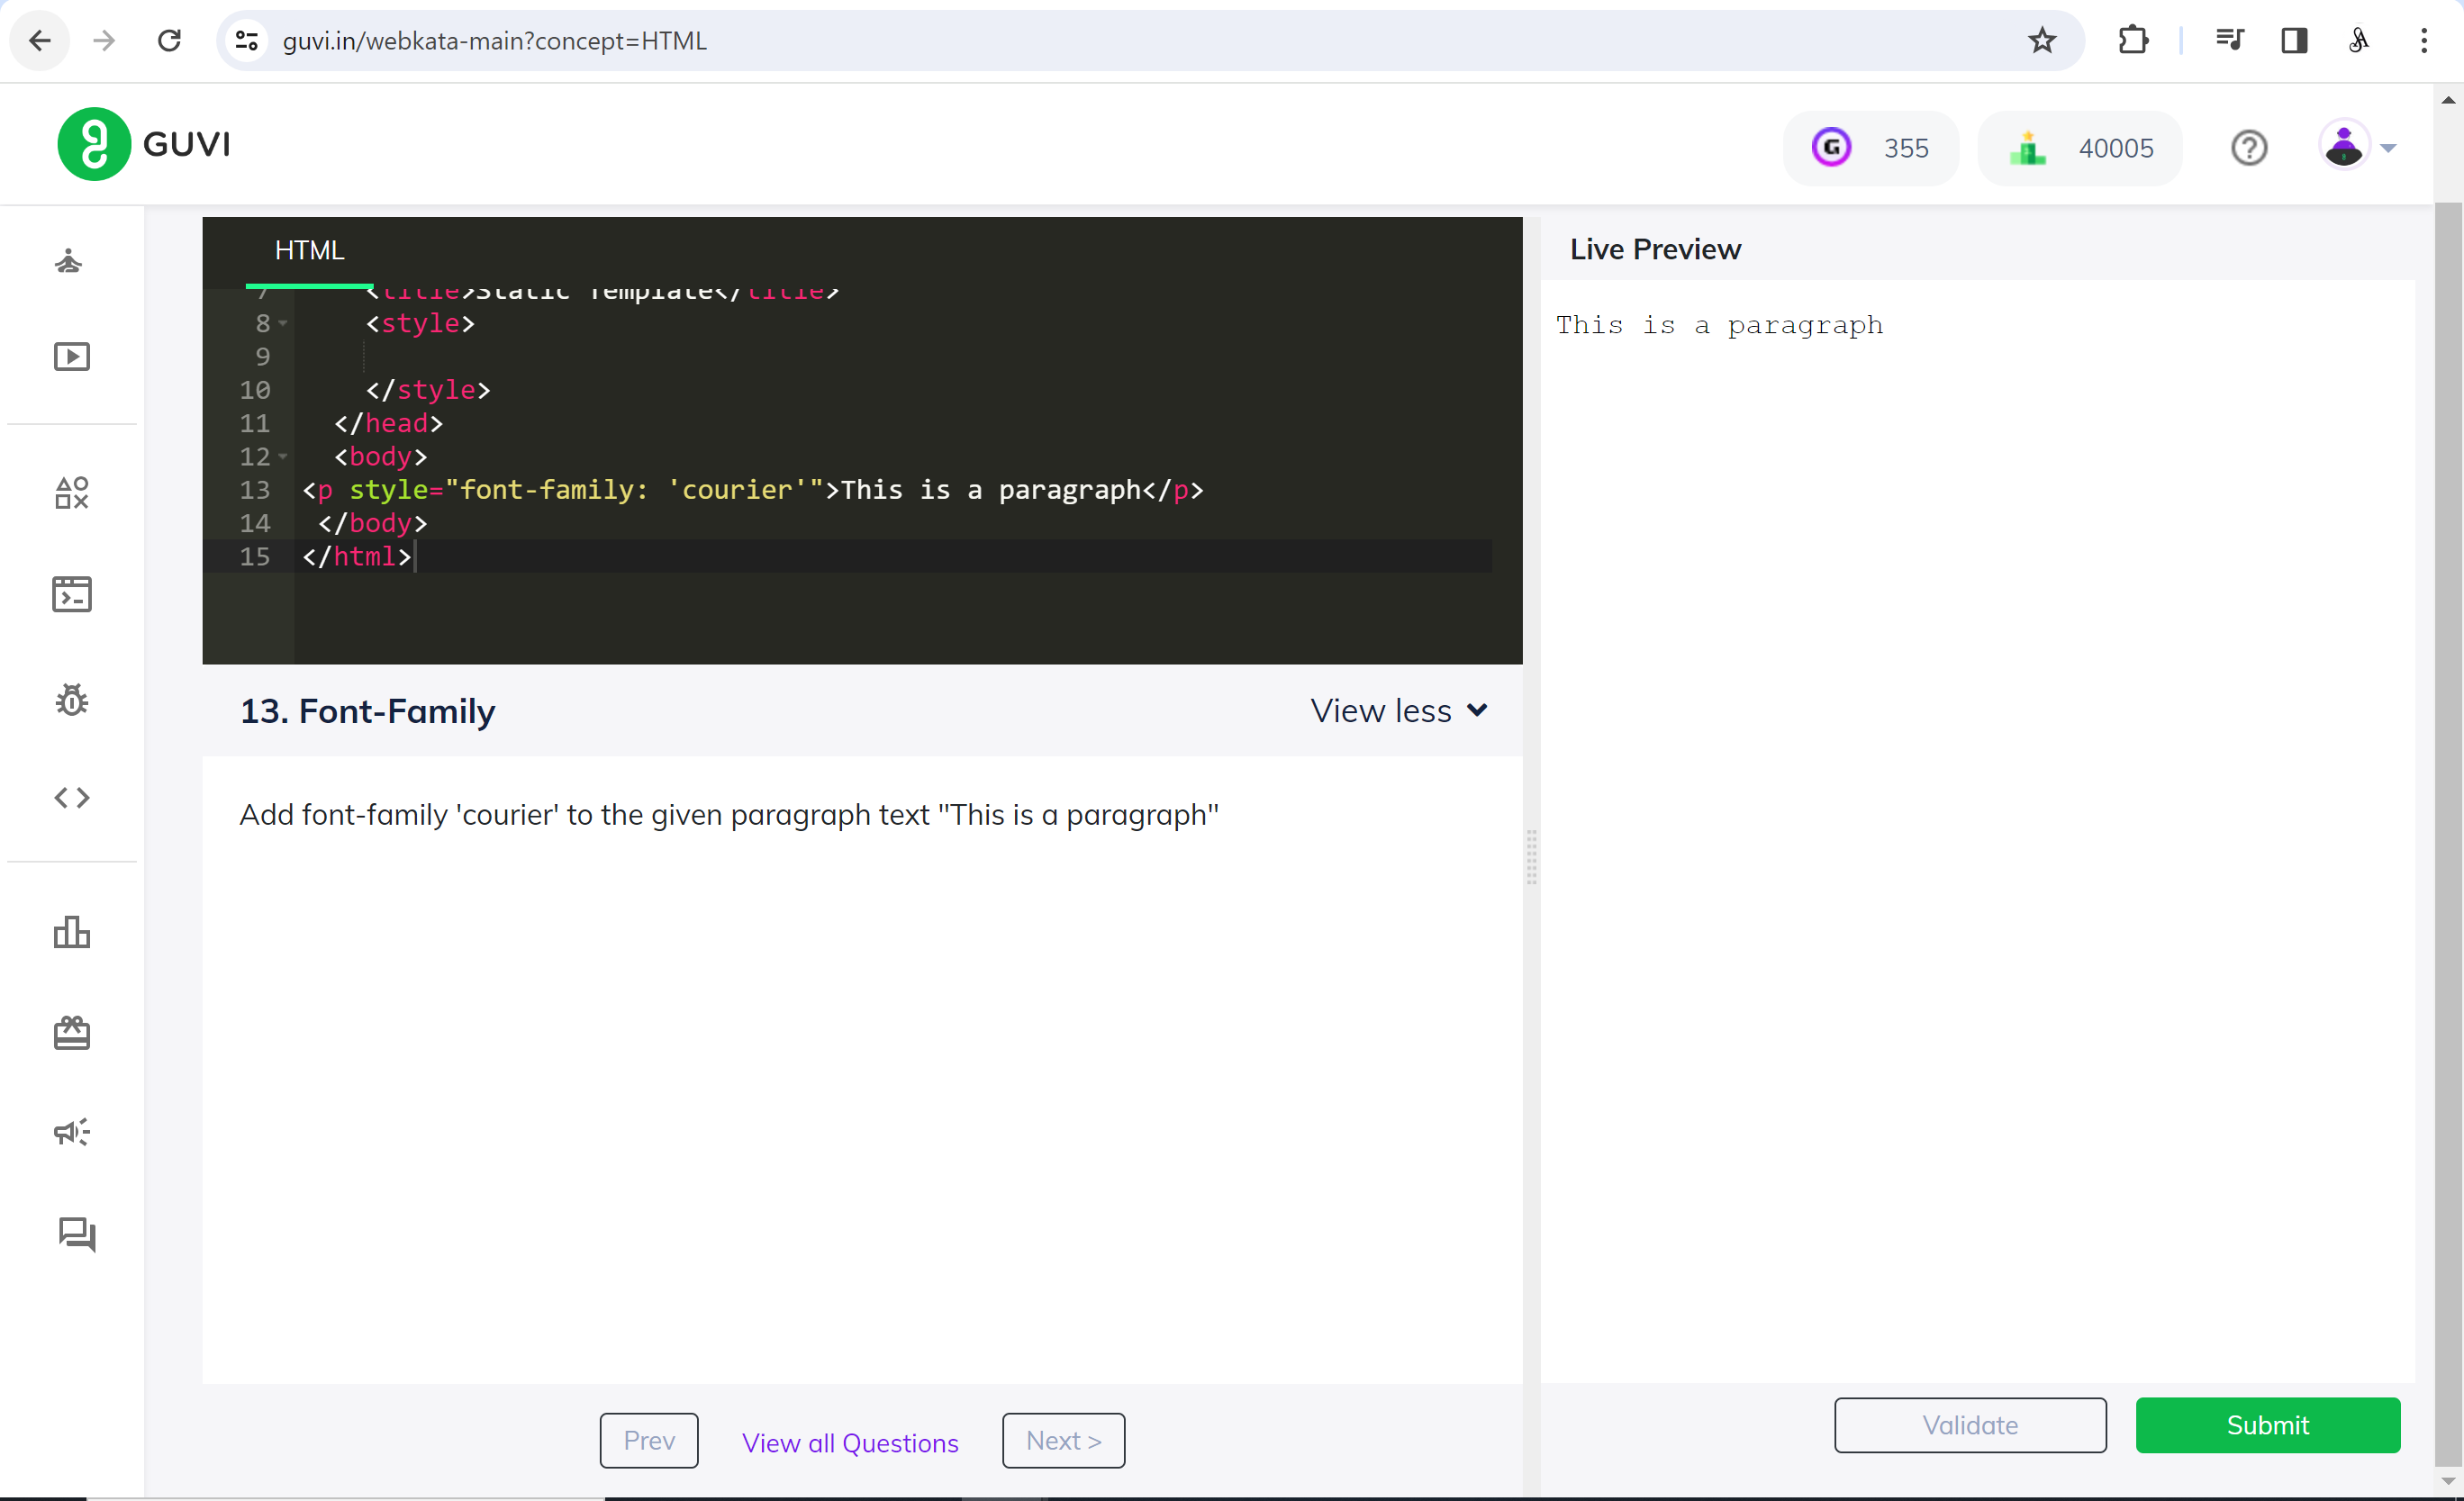 guvi.in/webkata-main?concept=HTML
GUVI
355
40005
HTML
7 <title>Static Template</title>
8 <style>
9
10 </style>
11 </head>
12 <body>
13 <p style="font-family: 'courier'">This is a paragraph</p>
14 </body>
15 </html>
13. Font-Family
View less
Add font-family 'courier' to the given paragraph text "This is a paragraph"
Prev
View all Questions
Next >
Live Preview
This is a paragraph
Validate
Submit